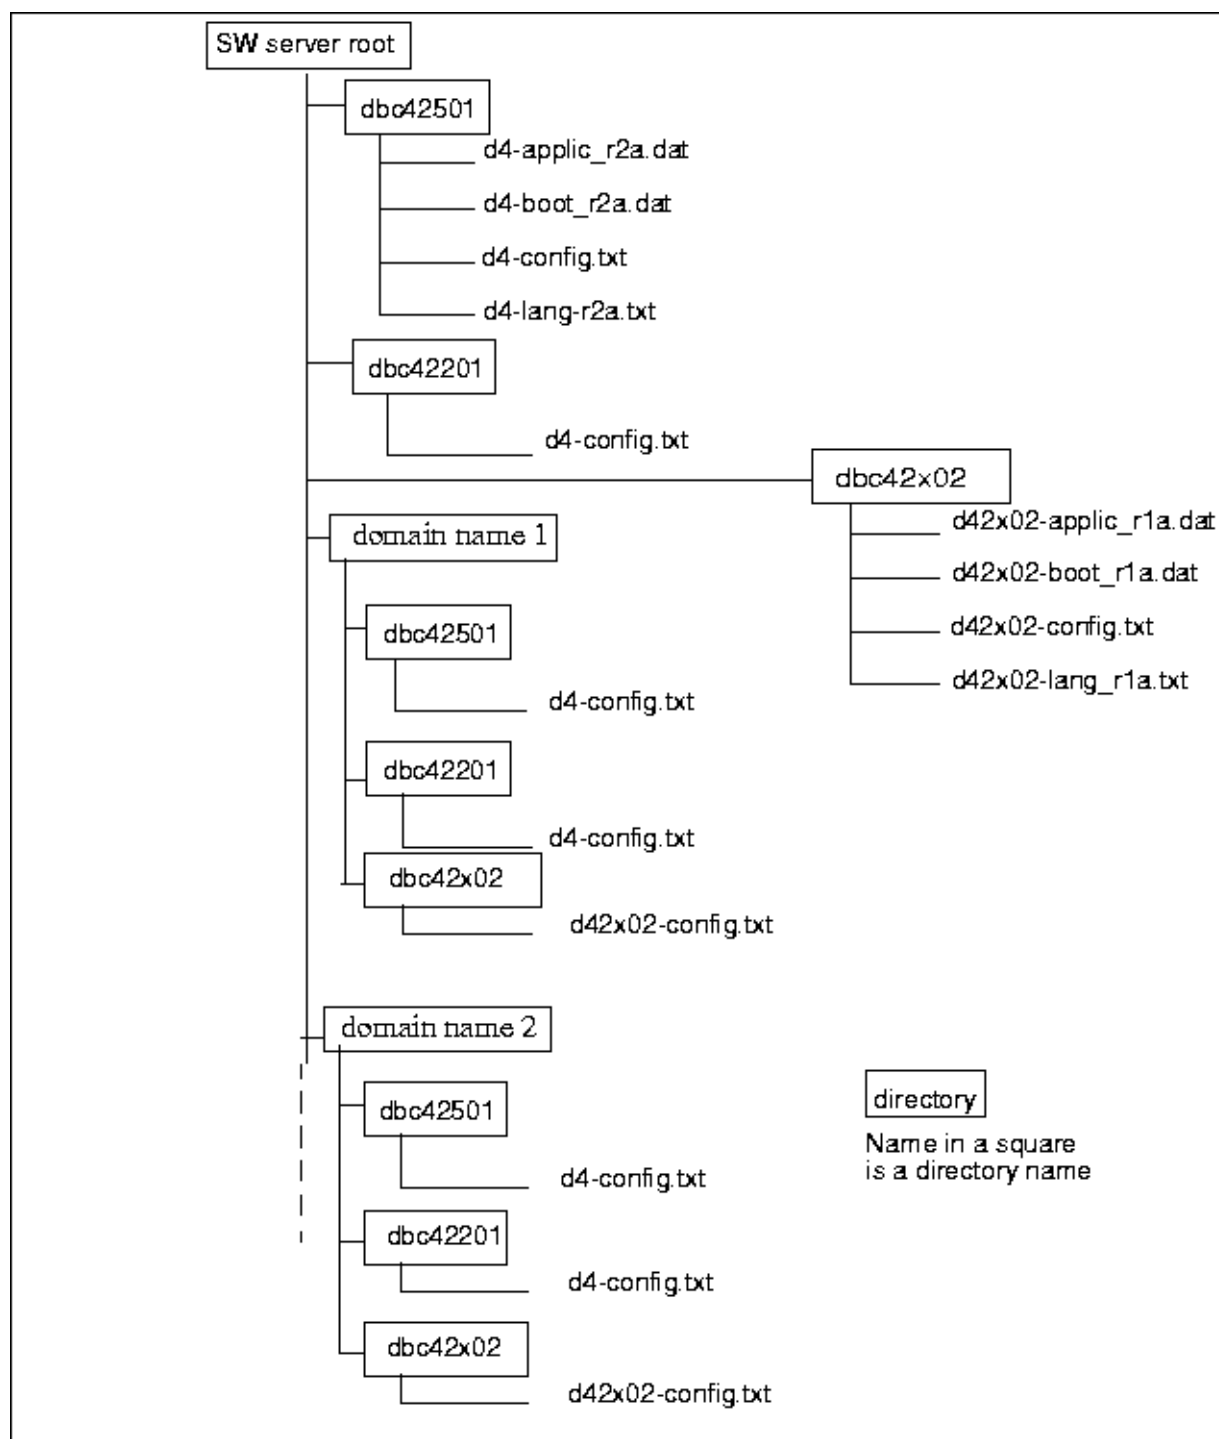 SW server root
dbc42501
d4-applic_r2a.dat
d4-boot_r2a.dat
d4-config.txt
d4-lang-r2a.txt
dbc42201
d4-config.txt
dbc42x02
d42x02-applic_r1a.dat
d42x02-boot_r1a.dat
d42x02-config.txt
d42x02-lang_r1a.txt
domain name 1
dbc42501
d4-config.txt
dbc42201
d4-config.txt
dbc42x02
d42x02-config.txt
domain name 2
dbc42501
d4-config.txt
dbc42201
d4-config.txt
dbc42x02
d42x02-config.txt
directory
Name in a square
is a directory name